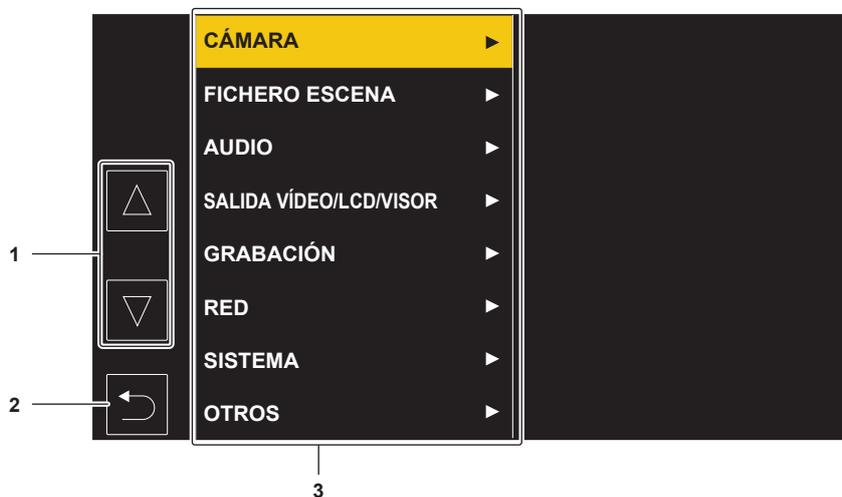 CÁMARA
FICHERO ESCENA
AUDIO
SALIDA VÍDEO/LCD/VISOR
GRABACIÓN
RED
SISTEMA
OTROS
1
2
3